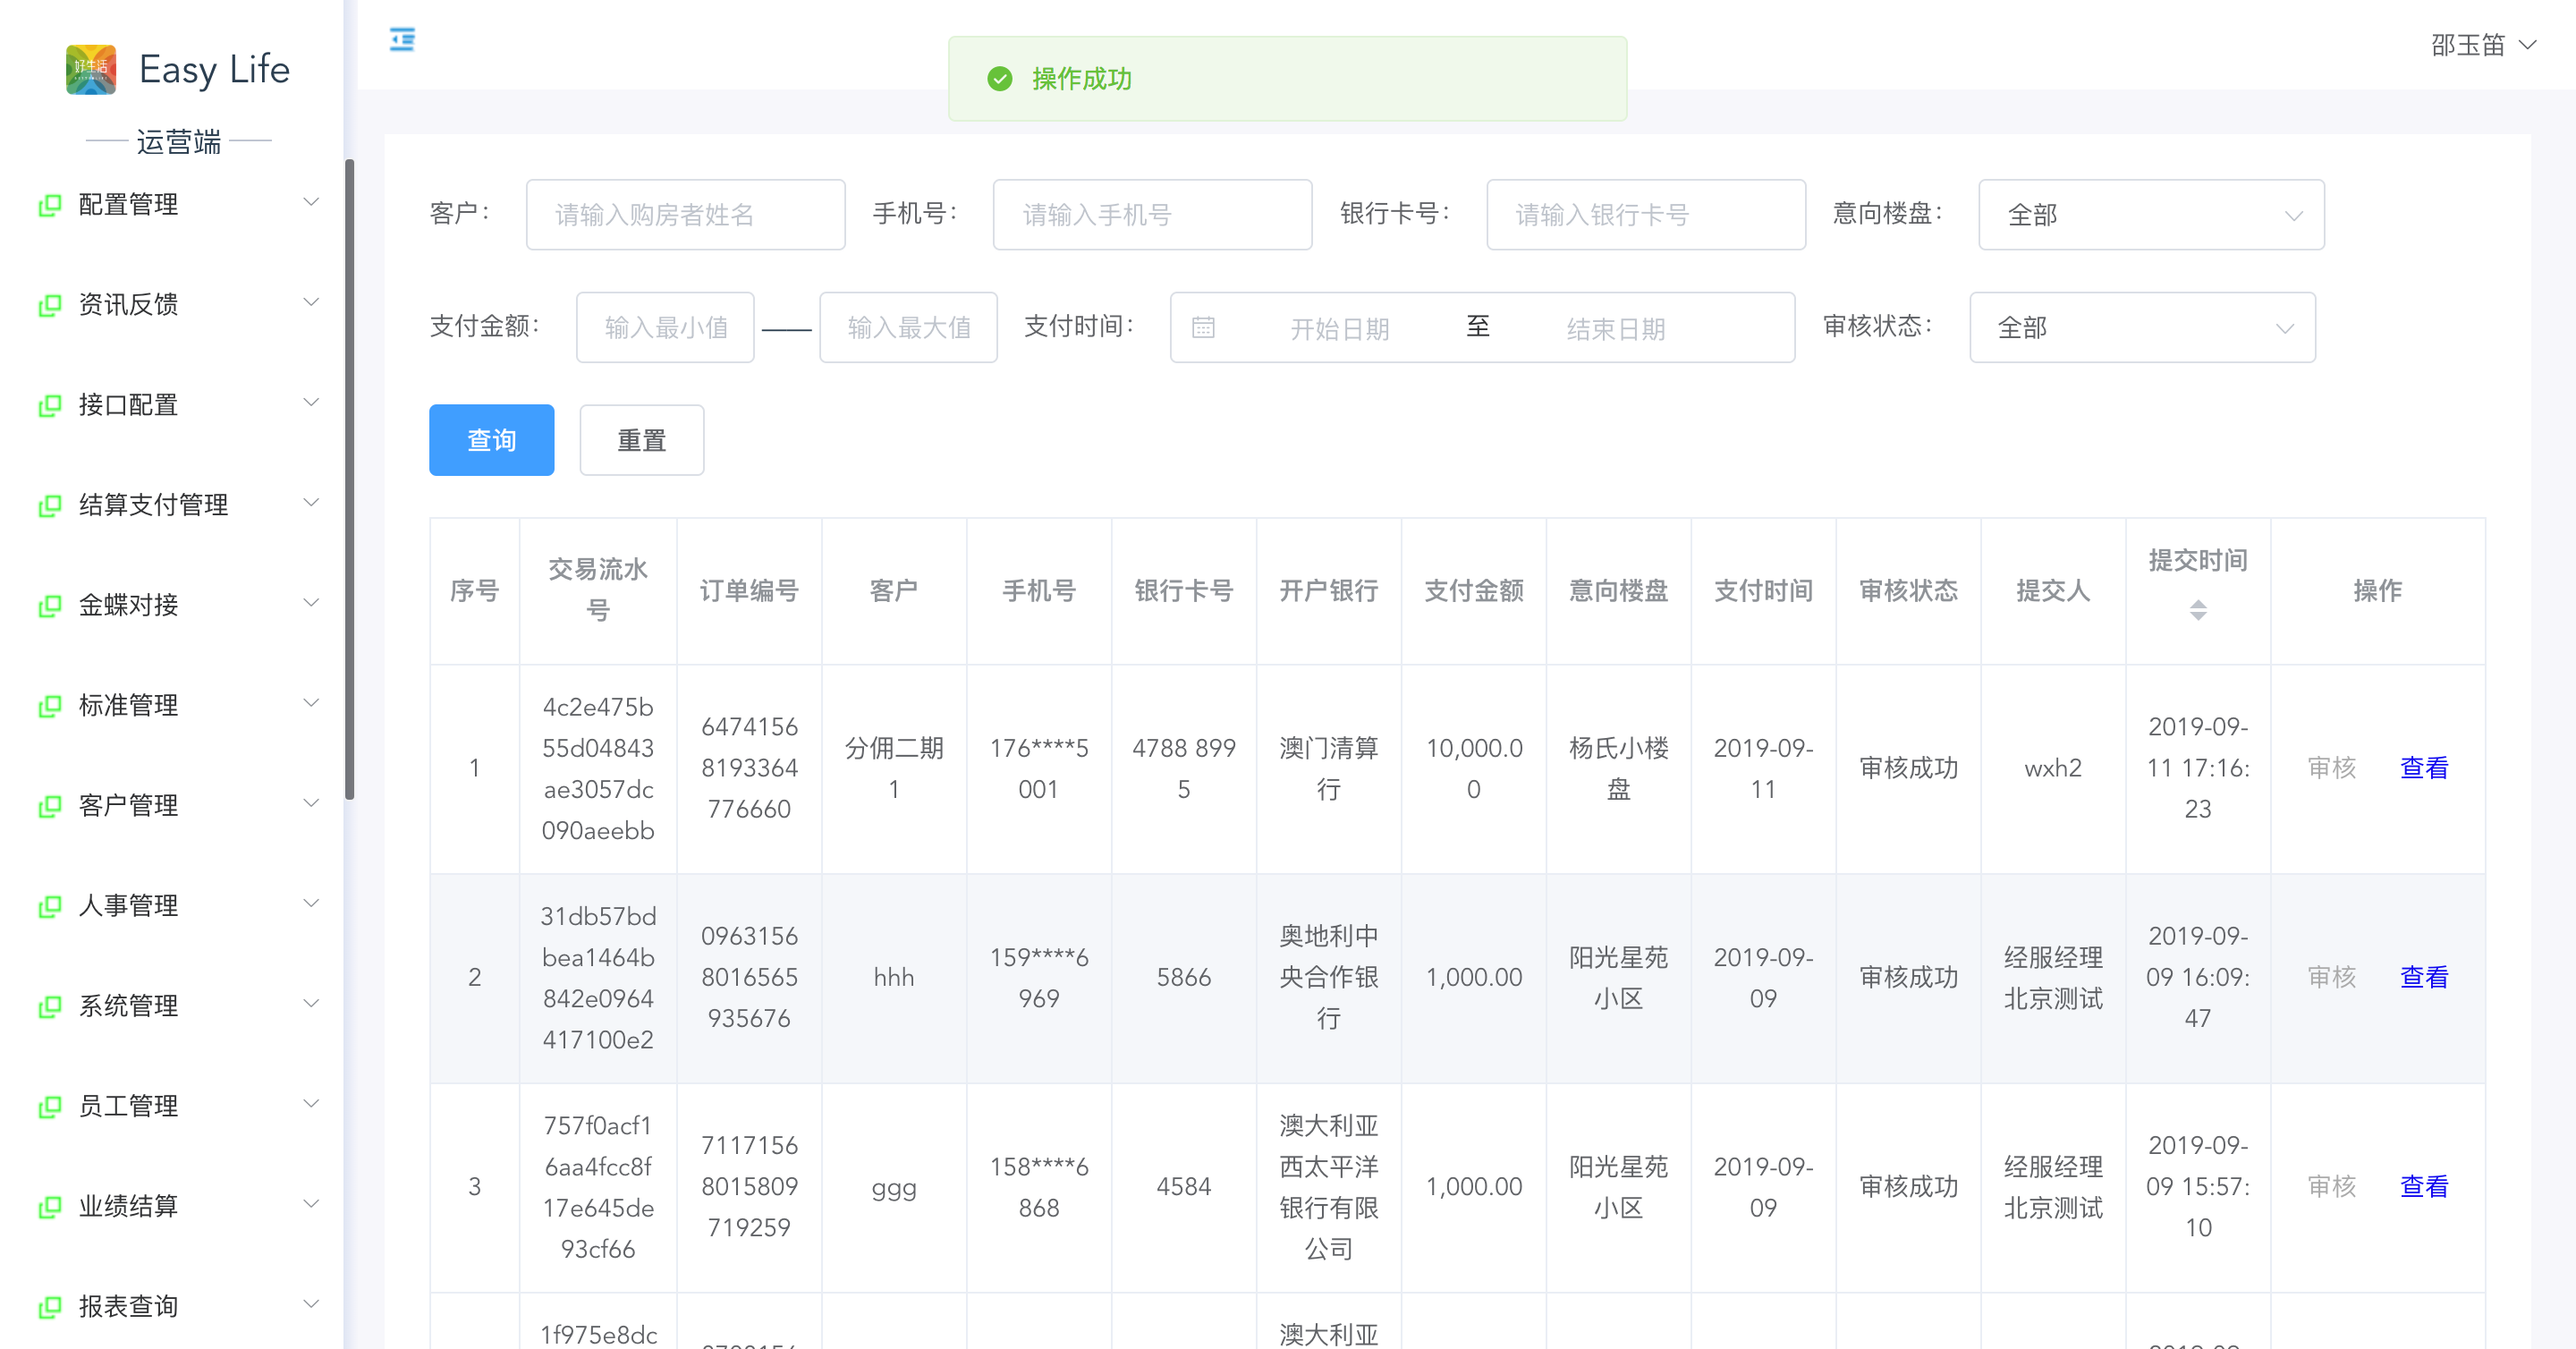 Easy Life
运营端
配置管理
资讯反馈
接口配置
结算支付管理
金蝶对接
标准管理
客户管理
人事管理
系统管理
员工管理
业绩结算
报表查询
邵玉笛
操作成功
客户： 请输入购房者姓名 手机号： 请输入手机号 银行卡号： 请输入银行卡号 意向楼盘： 全部
支付金额： 输入最小值 —— 输入最大值 支付时间： 开始日期 至 结束日期 审核状态： 全部
查询 重置
序号 交易流水号 订单编号 客户 手机号 银行卡号 开户银行 支付金额 意向楼盘 支付时间 审核状态 提交人 提交时间 操作
1 4c2e475b55d04843ae3057dc090aeebb 64741568193364776660 分佣二期1 176****5001 4788 8995 澳门清算行 10,000.00 杨氏小楼盘 2019-09-11 审核成功 wxh2 2019-09-11 17:16:23 审核 查看
2 31db57bdbea1464b842e0964417100e2 09631568016565935676 hhh 159****6969 5866 奥地利中央合作银行 1,000.00 阳光星苑小区 2019-09-09 审核成功 经服经理北京测试 2019-09-09 16:09:47 审核 查看
3 757f0acf16aa4fcc8f17e645de93cf66 71171568015809719259 ggg 158****6868 4584 澳大利亚西太平洋银行有限公司 1,000.00 阳光星苑小区 2019-09-09 审核成功 经服经理北京测试 2019-09-09 15:57:10 审核 查看
1f975e8dc 澳大利亚